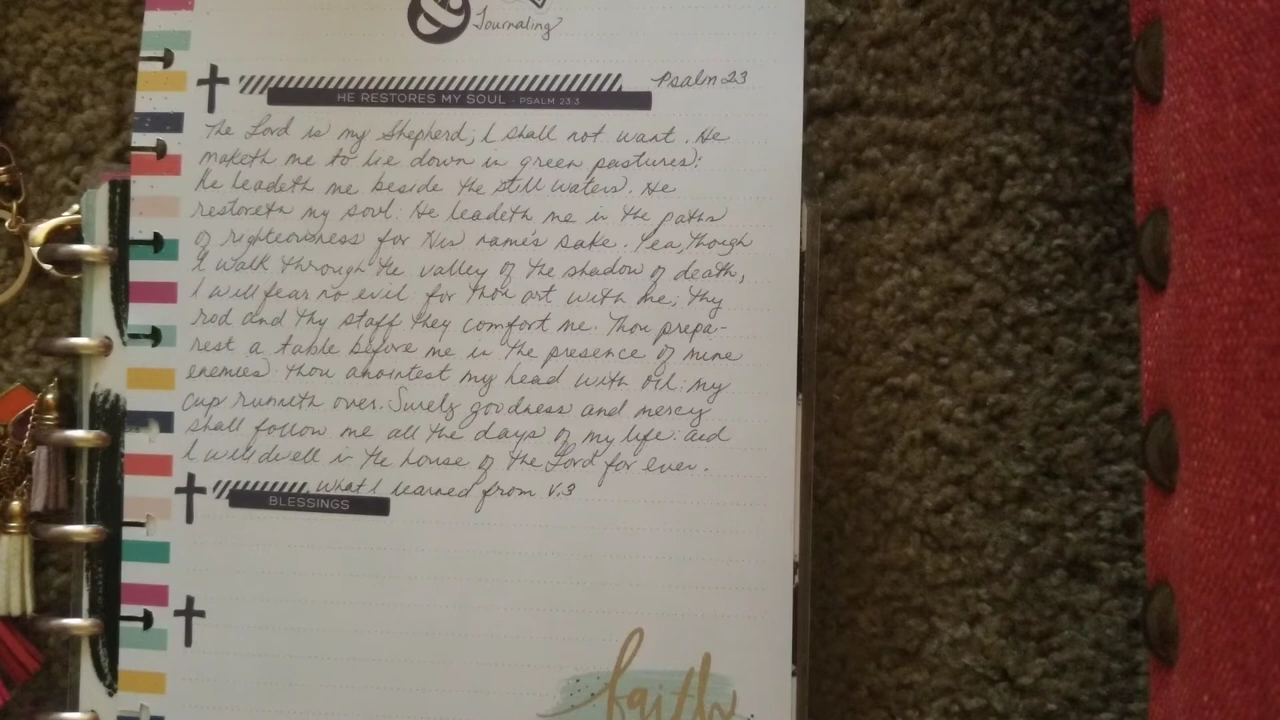 &
Journaling
Psalm 23
HE RESTORES MY SOUL - PSALM 23:3
The Lord is my Shepherd; I shall not want. He
maketh me to lie down in green pastures:
He leadeth me beside the still waters. He
restoreth my soul: He leadeth me in the paths
of righteousness for His name's sake. Yea, though
I walk through the valley of the shadow of death,
I will fear no evil: for thou art with me; thy
rod and thy staff they comfort me. Thou prepa-
rest a table before me in the presence of mine
enemies: thou anointest my head with oil: my
cup runneth over. Surely goodness and mercy
shall follow me all the days of my life: and
I will dwell in the house of the Lord for ever.
what I learned from V.3
BLESSINGS
faith